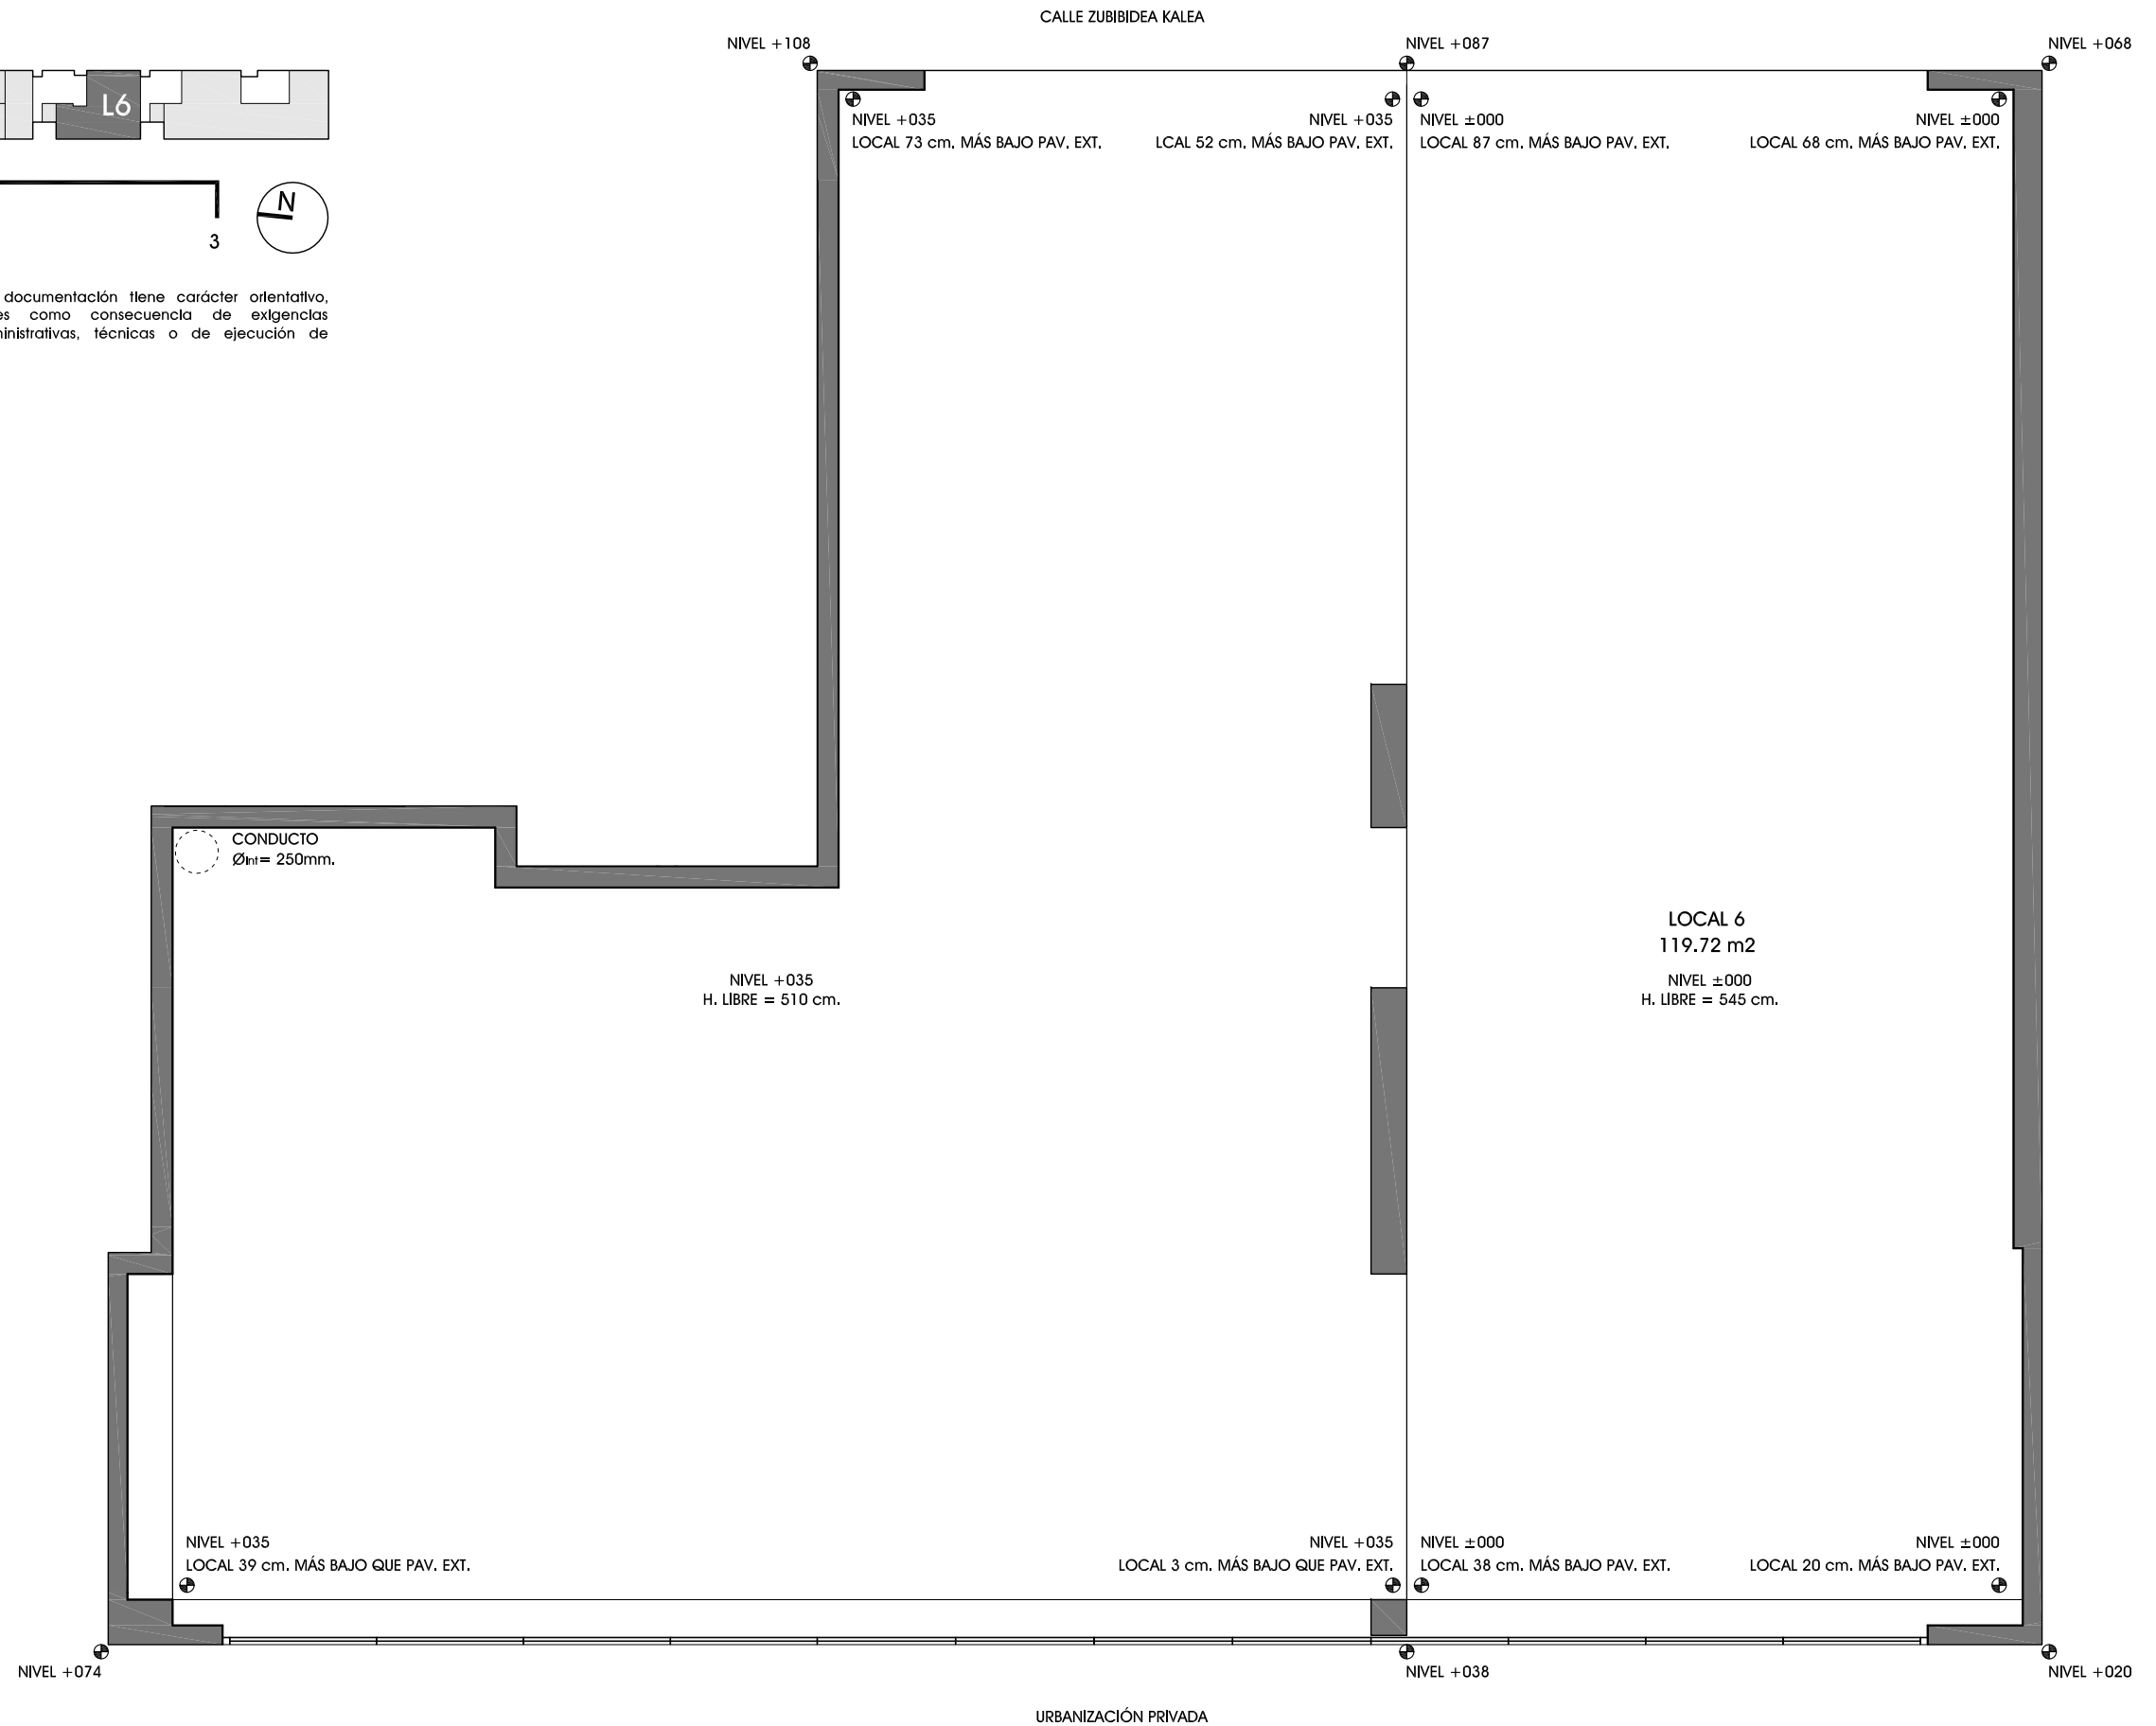 CALLE ZUBIBIDEA KALEA
NIVEL +108
NIVEL +087
NIVEL +068
L6
NIVEL +035
LOCAL 73 cm. MÁS BAJO PAV. EXT.
NIVEL +035
LCAL 52 cm. MÁS BAJO PAV. EXT.
NIVEL ±000
LOCAL 87 cm. MÁS BAJO PAV. EXT.
NIVEL ±000
LOCAL 68 cm. MÁS BAJO PAV. EXT.
N
3
documentación tiene carácter orientativo,
como consecuencia de exigencias
técnicas o de ejecución de
CONDUCTO
Øint= 250mm.
LOCAL 6
119.72 m2
NIVEL +035
H. LIBRE = 510 cm.
NIVEL ±000
H. LIBRE = 545 cm.
NIVEL +035
LOCAL 39 cm. MÁS BAJO QUE PAV. EXT.
NIVEL +035
LOCAL 3 cm. MÁS BAJO QUE PAV. EXT.
NIVEL ±000
LOCAL 38 cm. MÁS BAJO PAV. EXT.
NIVEL ±000
LOCAL 20 cm. MÁS BAJO PAV. EXT.
NIVEL +074
NIVEL +038
NIVEL +020
URBANIZACIÓN PRIVADA